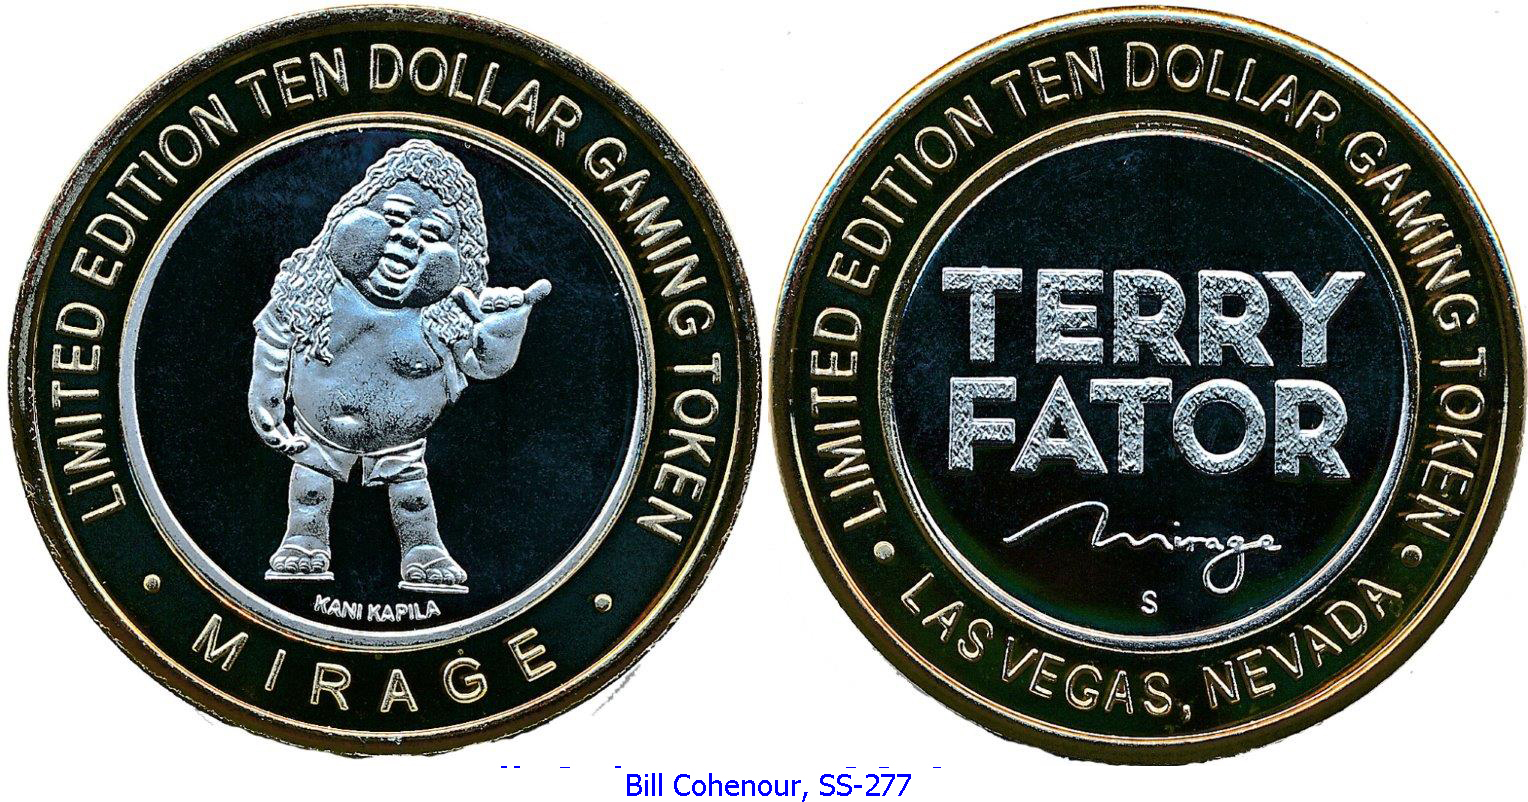 LIMITED EDITION TEN DOLLAR GAMING TOKEN
KANI KAPILA
• MIRAGE •
LIMITED EDITION TEN DOLLAR GAMING TOKEN
TERRY
FATOR
Mirage
S
• LAS VEGAS, NEVADA •
Bill Cohenour, SS-277